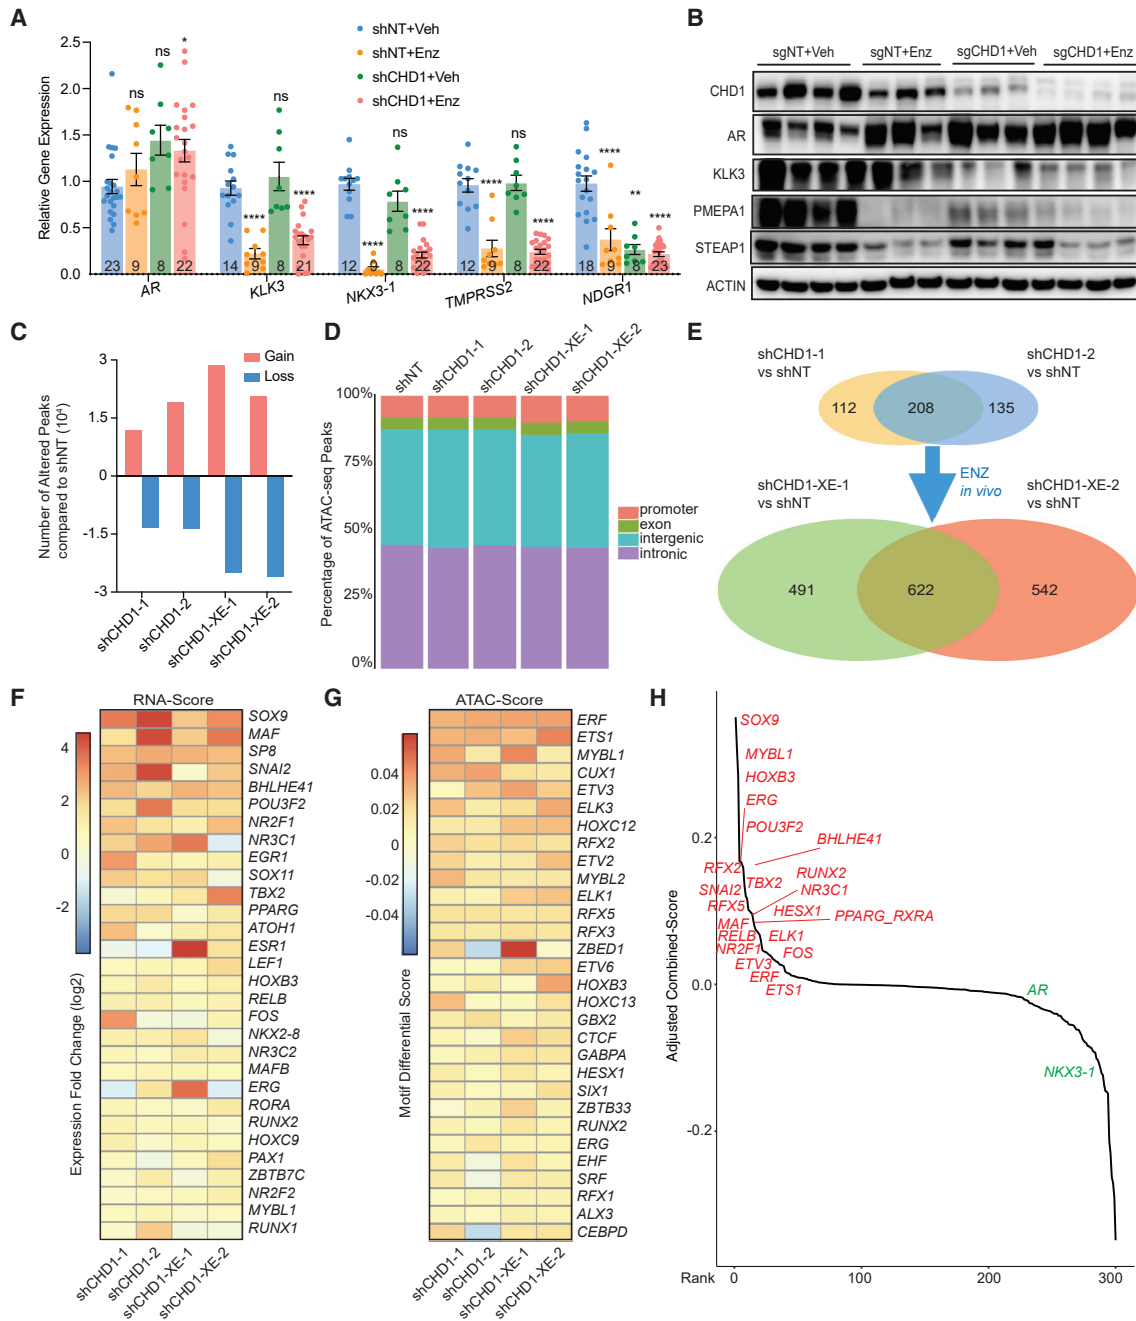 A
shNT+Veh
shNT+Enz
shCHD1+Veh
shCHD1+Enz
Relative Gene Expression
2.5
2.0
1.5
1.0
0.5
0.0
ns
ns
*
****
ns
****
****
ns
****
****
ns
****
****
**
****
23 9 8 22 14 9 8 21 12 9 8 22 12 9 8 22 18 9 8 23
AR KLK3 NKX3-1 TMPRSS2 NDGR1
B
sgNT+Veh sgNT+Enz sgCHD1+Veh sgCHD1+Enz
CHD1
AR
KLK3
PMEPA1
STEAP1
ACTIN
C
Number of Altered Peaks
compared to shNT (10⁴)
3
1.5
0
-1.5
-3
Gain
Loss
shCHD1-1 shCHD1-2 shCHD1-XE-1 shCHD1-XE-2
D
shNT shCHD1-1 shCHD1-2 shCHD1-XE-1 shCHD1-XE-2
Percentage of ATAC-seq Peaks
100%
75%
50%
25%
0%
promoter
exon
intergenic
intronic
E
shCHD1-1
vs shNT
shCHD1-2
vs shNT
112 208 135
ENZ
in vivo
shCHD1-XE-1
vs shNT
shCHD1-XE-2
vs shNT
491 622 542
F
RNA-Score
4
2
0
-2
Expression Fold Change (log2)
SOX9
MAF
SP8
SNAI2
BHLHE41
POU3F2
NR2F1
NR3C1
EGR1
SOX11
TBX2
PPARG
ATOH1
ESR1
LEF1
HOXB3
RELB
FOS
NKX2-8
NR3C2
MAFB
ERG
RORA
RUNX2
HOXC9
PAX1
ZBTB7C
NR2F2
MYBL1
RUNX1
shCHD1-1 shCHD1-2 shCHD1-XE-1 shCHD1-XE-2
G
ATAC-Score
0.04
0.02
0
-0.02
-0.04
Motif Differential Score
ERF
ETS1
MYBL1
CUX1
ETV3
ELK3
HOXC12
RFX2
ETV2
MYBL2
ELK1
RFX5
RFX3
ZBED1
ETV6
HOXB3
HOXC13
GBX2
CTCF
GABPA
HESX1
SIX1
ZBTB33
RUNX2
ERG
EHF
SRF
RFX1
ALX3
CEBPD
shCHD1-1 shCHD1-2 shCHD1-XE-1 shCHD1-XE-2
H
Adjusted Combined-Score
0.2
0.0
-0.2
SOX9
MYBL1
HOXB3
ERG
POU3F2
BHLHE41
RFX2
TBX2
RUNX2
SNAI2
NR3C1
RFX5
HESX1
PPARG_RXRA
MAF
RELB
ELK1
NR2F1
FOS
ETV3
ERF
ETS1
AR
NKX3-1
Rank 0 100 200 300